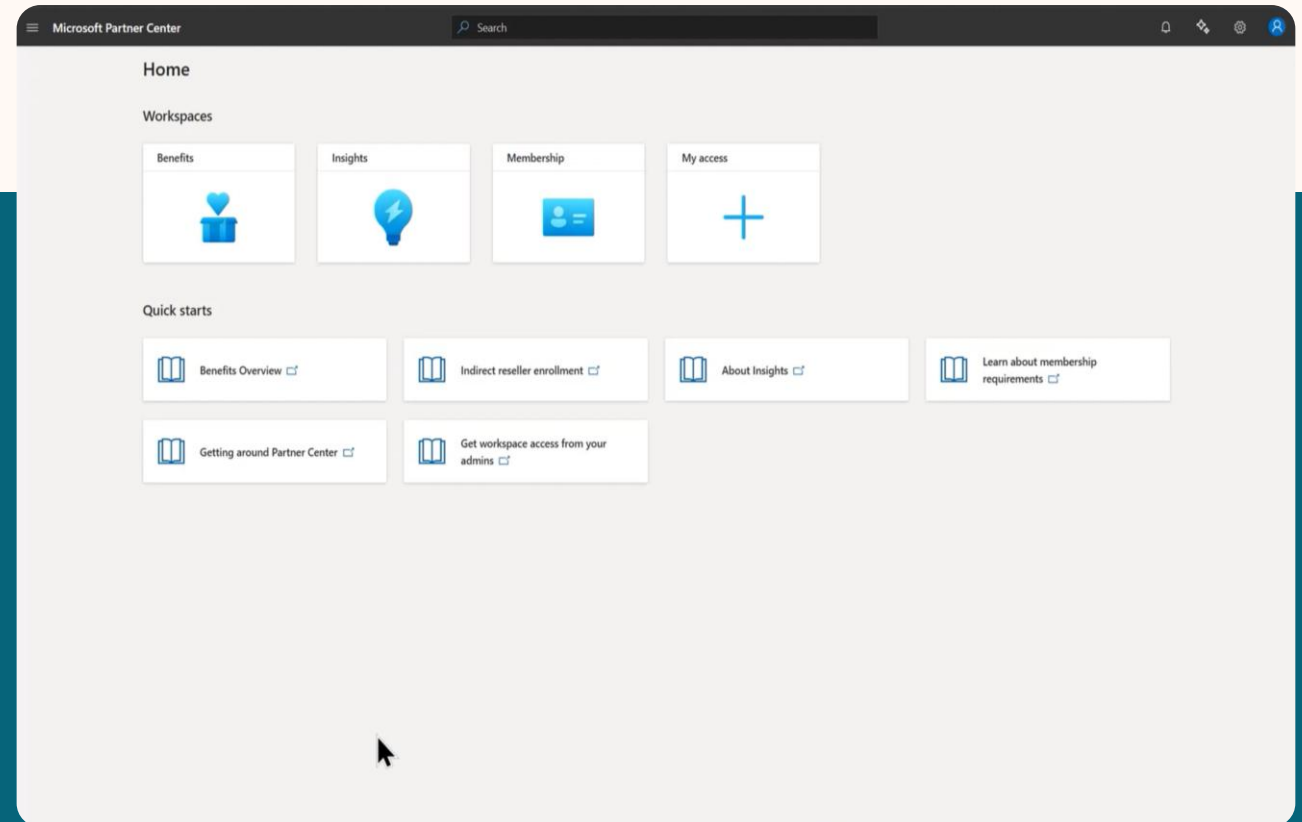 Microsoft Partner Center
Search
Home
Workspaces
Benefits
Insights
Membership
My access
Quick starts
Benefits Overview
Indirect reseller enrollment
About Insights
Learn about membership
requirements
Getting around Partner Center
Get workspace access from your
admins